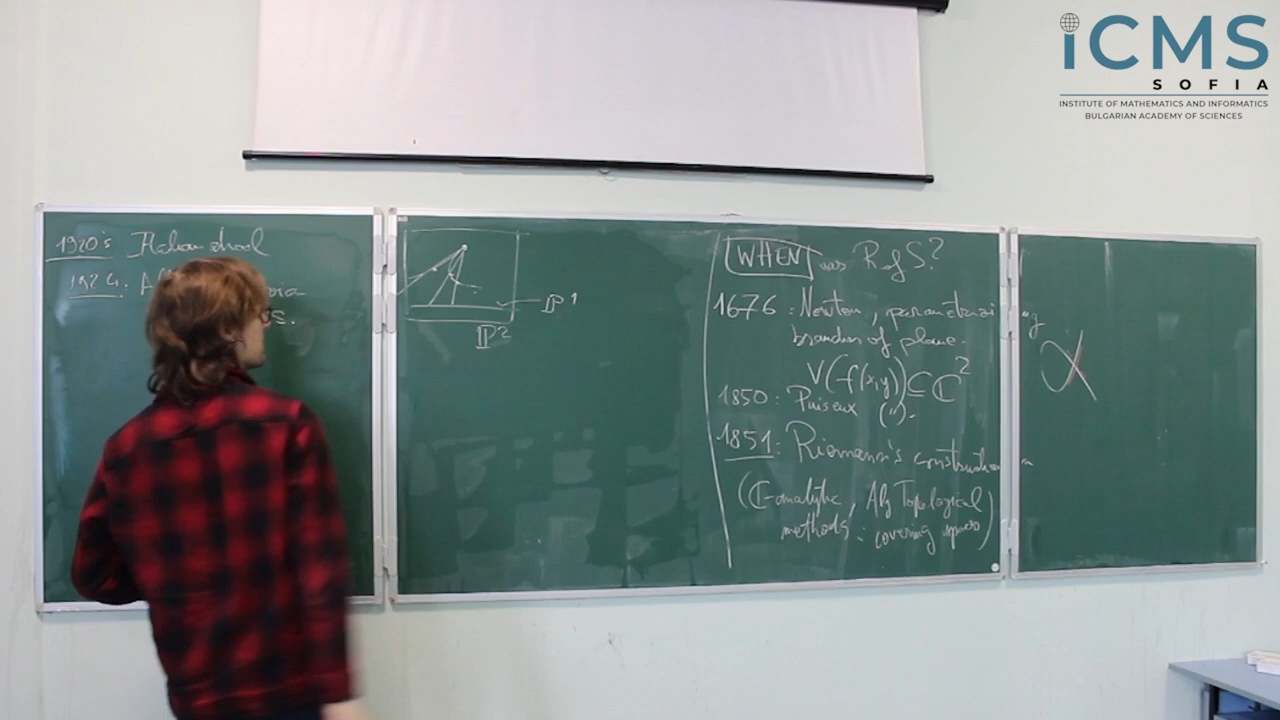 1920's Italian school
1924.
ℙ¹
ℙ²
WHEN was R of S?
1676: Newton, parametrizing
branches of plane.
V(f(x,y)) ⊆ ℂ²
1850: Puiseux (").
1851: Riemann's construction
(ℂ-analytic, Alg Topological
methods: covering spaces)
α
iCMS
SOFIA
INSTITUTE OF MATHEMATICS AND INFORMATICS
BULGARIAN ACADEMY OF SCIENCES